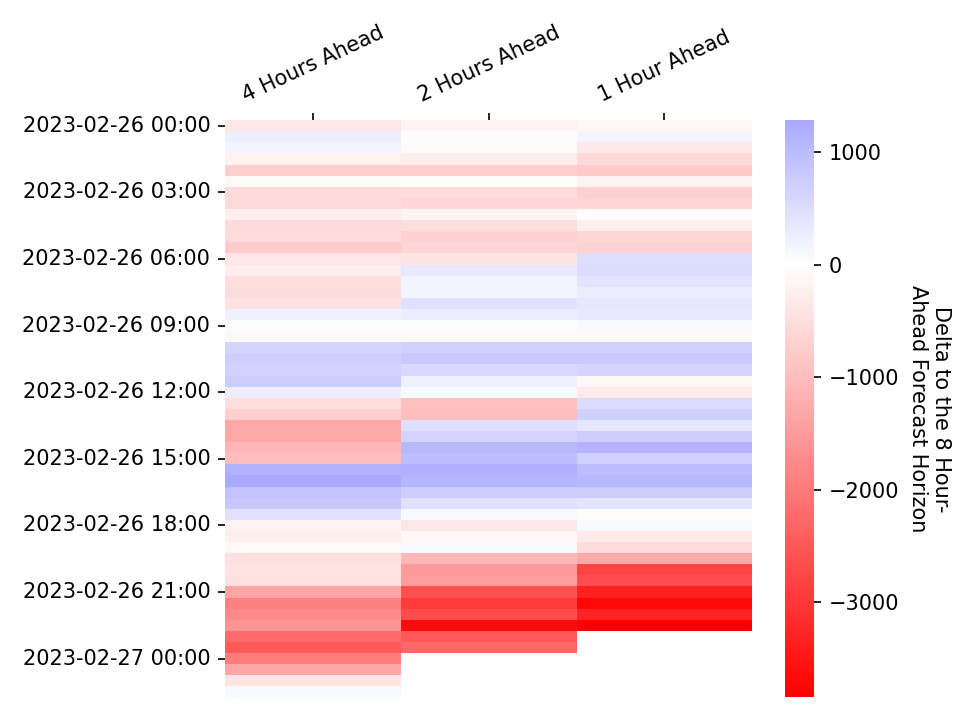 4 Hours Ahead
2 Hours Ahead
1 Hour Ahead
2023-02-26 00:00
2023-02-26 03:00
2023-02-26 06:00
2023-02-26 09:00
2023-02-26 12:00
2023-02-26 15:00
2023-02-26 18:00
2023-02-26 21:00
2023-02-27 00:00
1000
0
−1000
−2000
−3000
Delta to the 8 Hour-
Ahead Forecast Horizon